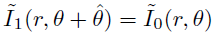 Ĩ₁(r, θ + θ̂) = Ĩ₀(r, θ)